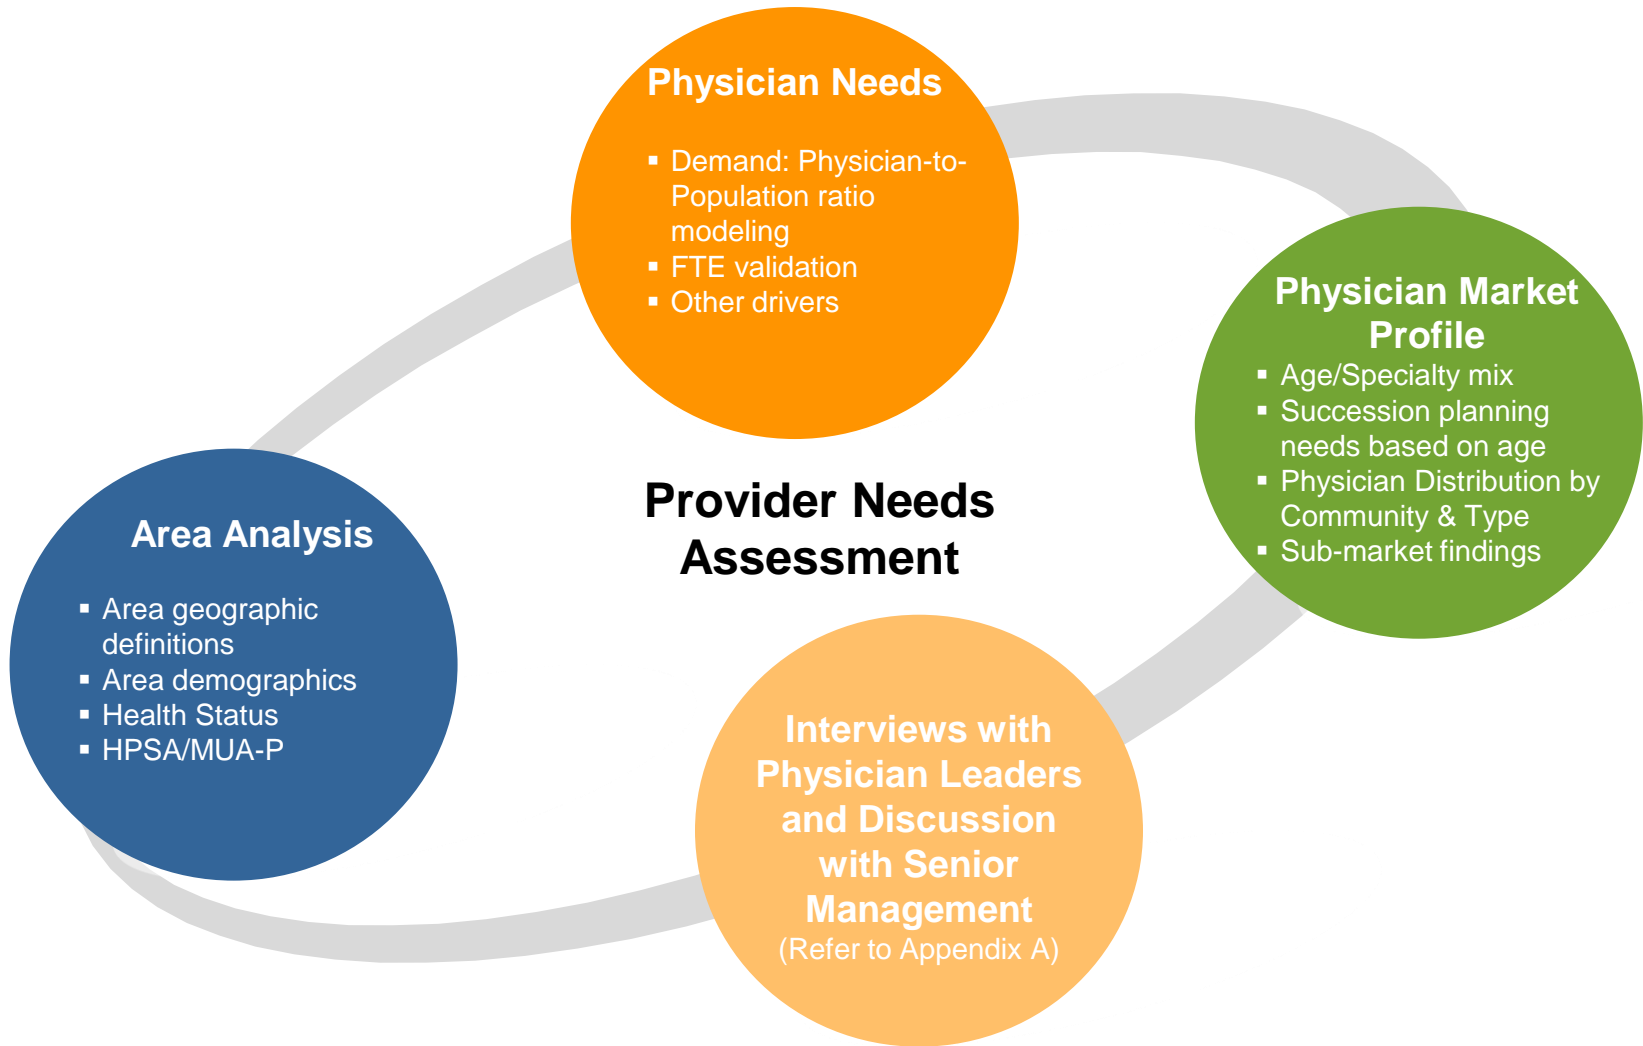 Physician Needs
▪ Demand: Physician-to-
Population ratio
modeling
▪ FTE validation
▪ Other drivers
Physician Market
Profile
▪ Age/Specialty mix
▪ Succession planning
needs based on age
▪ Physician Distribution by
Community & Type
▪ Sub-market findings
Provider Needs
Assessment
Area Analysis
▪ Area geographic
definitions
▪ Area demographics
▪ Health Status
▪ HPSA/MUA-P
Interviews with
Physician Leaders
and Discussion
with Senior
Management
(Refer to Appendix A)